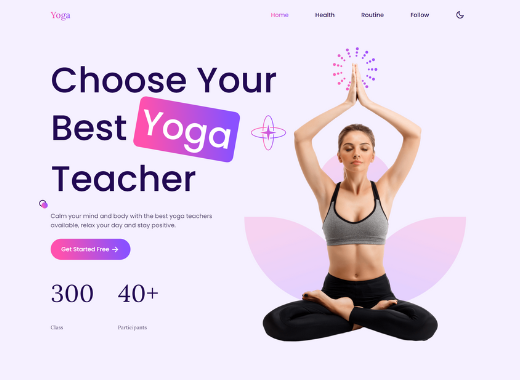 Yoga
Home Health Routine Follow
Choose Your
Best Yoga
Teacher
Calm your mind and body with the best yoga teachers
available, relax your day and stay positive.
Get Started Free →
300 40+
Class Participants